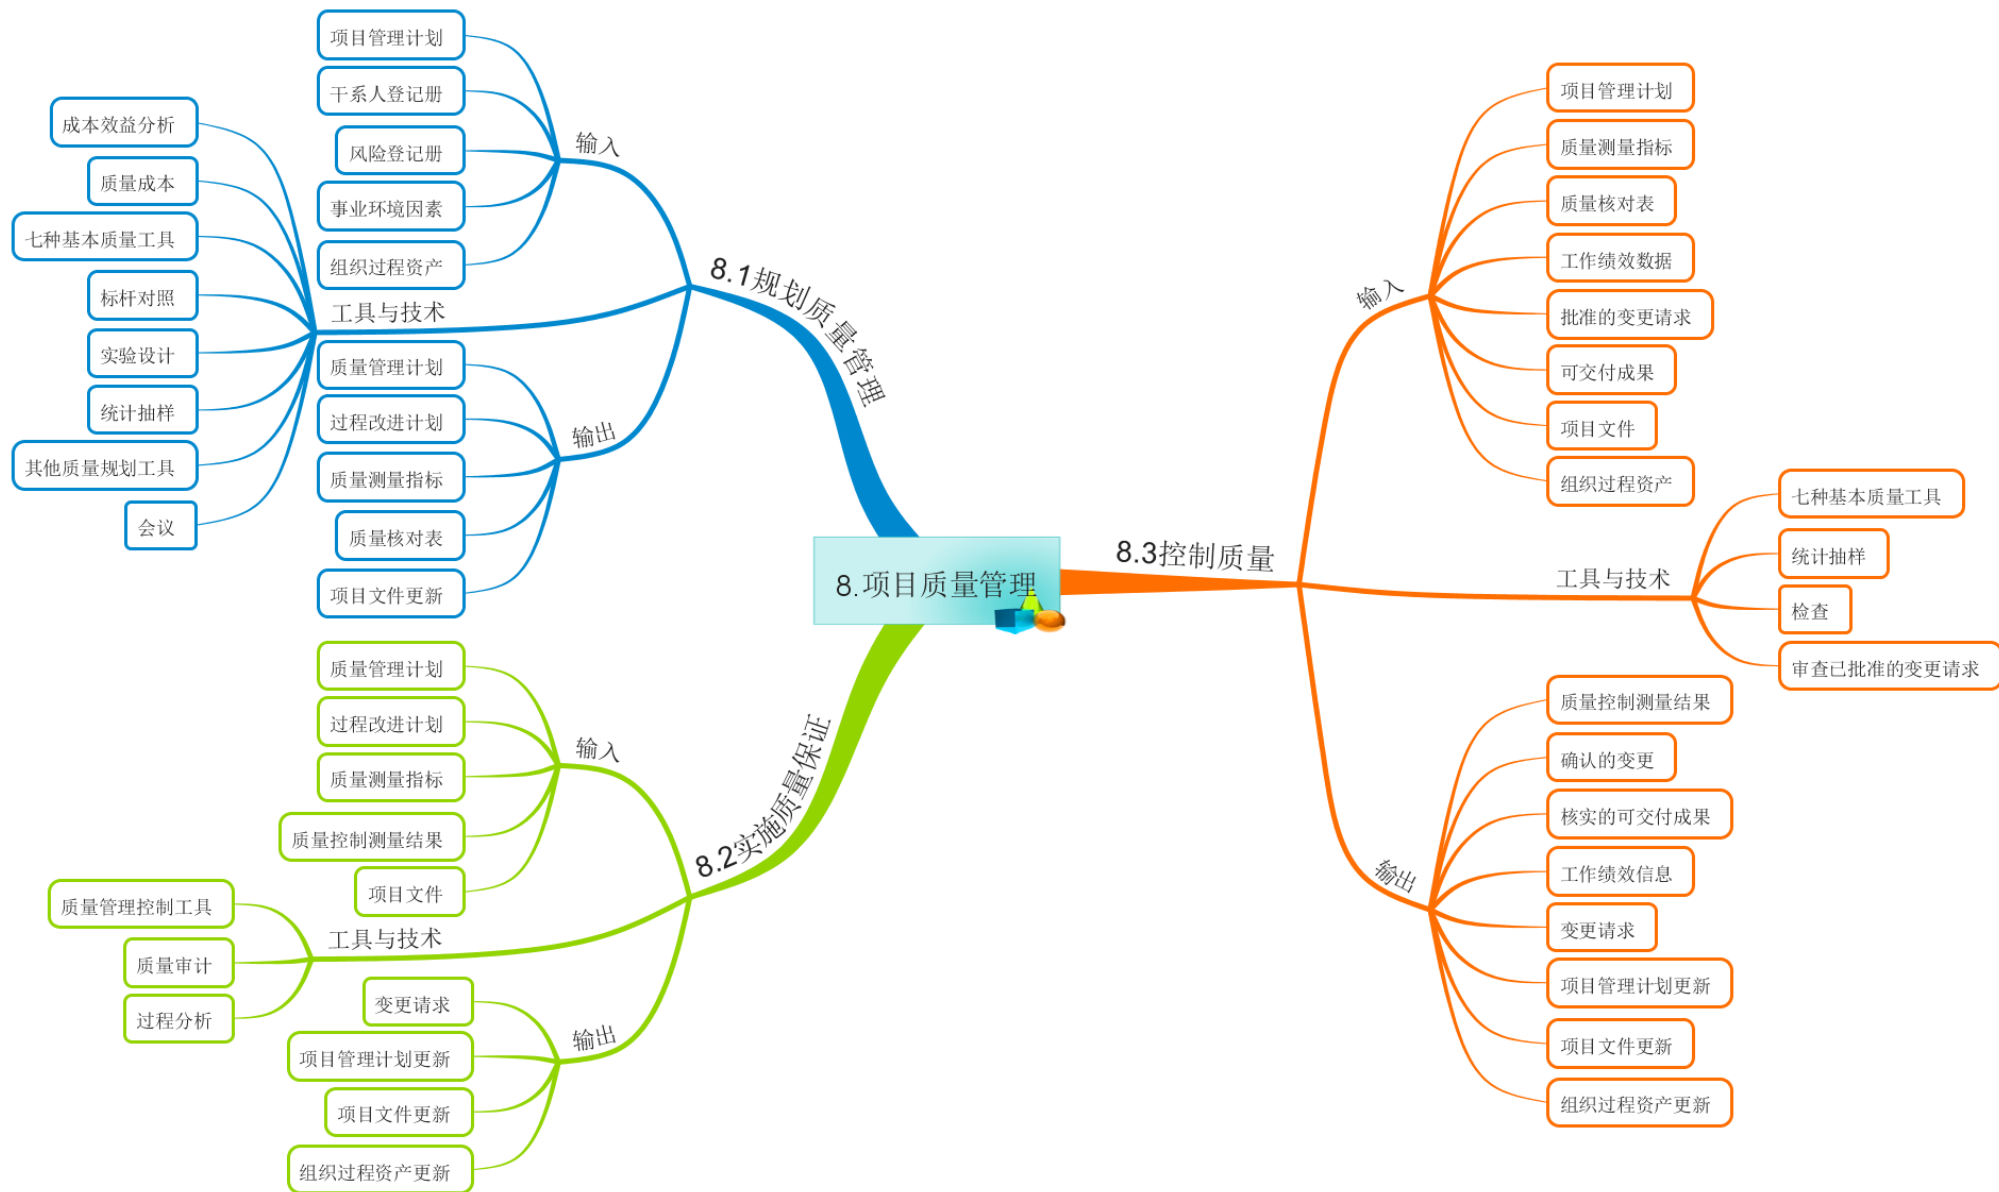 8.项目质量管理
8.1规划质量管理
输入
项目管理计划
干系人登记册
风险登记册
事业环境因素
组织过程资产
工具与技术
成本效益分析
质量成本
七种基本质量工具
标杆对照
实验设计
统计抽样
其他质量规划工具
会议
输出
质量管理计划
过程改进计划
质量测量指标
质量核对表
项目文件更新
8.2实施质量保证
输入
质量管理计划
过程改进计划
质量测量指标
质量控制测量结果
项目文件
工具与技术
质量管理控制工具
质量审计
过程分析
输出
变更请求
项目管理计划更新
项目文件更新
组织过程资产更新
8.3控制质量
输入
项目管理计划
质量测量指标
质量核对表
工作绩效数据
批准的变更请求
可交付成果
项目文件
组织过程资产
工具与技术
七种基本质量工具
统计抽样
检查
审查已批准的变更请求
输出
质量控制测量结果
确认的变更
核实的可交付成果
工作绩效信息
变更请求
项目管理计划更新
项目文件更新
组织过程资产更新